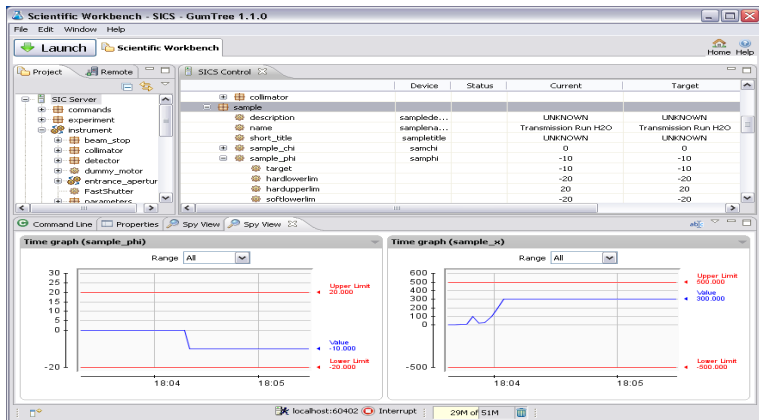 Scientific Workbench - SICS - GumTree 1.1.0
File Edit Window Help
Launch Scientific Workbench Home Help
Project Remote
SICS Control
SIC Server
commands
experiment
instrument
beam_stop
collimator
detector
dummy_motor
entrance_apertur
FastShutter
parameters
Device Status Current Target
collimator
sample
description samplede... UNKNOWN UNKNOWN
name samplena... Transmission Run H2O Transmission Run H2O
short_title sampletitle UNKNOWN UNKNOWN
sample_chi samchi 0 0
sample_phi samphi -10 -10
target -10 -10
hardlowerlim -20 -20
hardupperlim 20 20
softlowerlim -20 -20
Command Line Properties Spy View Spy View
Time graph (sample_phi)
Range All
30
25
20
15
10
5
0
-20
Upper Limit
20.000
Value
-10.000
Lower Limit
-20.000
18:04 18:05
Time graph (sample_x)
Range All
600
500
400
300
200
100
0
-500
Upper Limit
500.000
Value
300.000
Lower Limit
-500.000
18:04 18:05
localhost:60402 Interrupt 29M of 51M